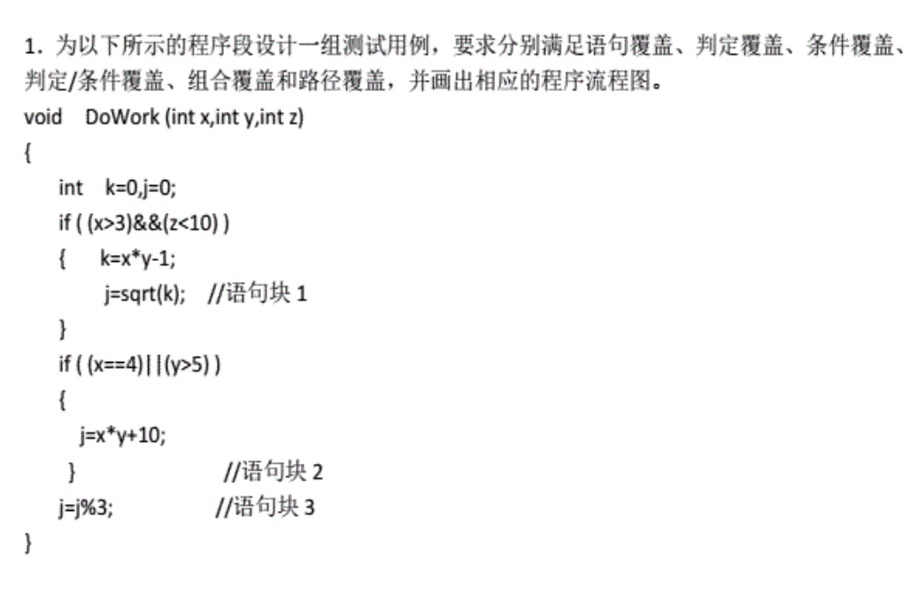 1. 为以下所示的程序段设计一组测试用例，要求分别满足语句覆盖、判定覆盖、条件覆盖、
判定/条件覆盖、组合覆盖和路径覆盖，并画出相应的程序流程图。
void DoWork (int x,int y,int z)
{
int k=0,j=0;
if ( (x>3)&&(z<10) )
{ k=x*y-1;
j=sqrt(k); //语句块 1
}
if ( (x==4)||(y>5) )
{
j=x*y+10;
} //语句块 2
j=j%3; //语句块 3
}